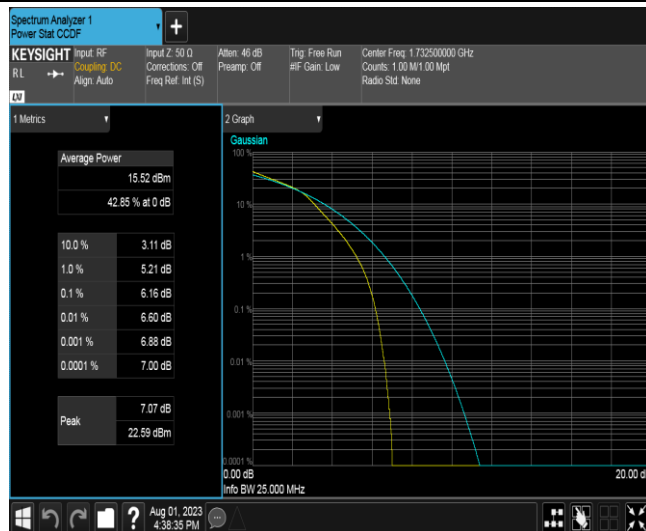 Spectrum Analyzer 1
Power Stat CCDF
+
KEYSIGHT
RL
Input: RF
Coupling: DC
Align: Auto
Input Z: 50 Ω
Corrections: Off
Freq Ref: Int (S)
Atten: 46 dB
Preamp: Off
Trig: Free Run
#IF Gain: Low
Center Freq: 1.732500000 GHz
Counts: 1.00 M/1.00 Mpt
Radio Std: None
LXI
1 Metrics
Average Power
15.52 dBm
42.85 % at 0 dB
10.0 % 3.11 dB
1.0 % 5.21 dB
0.1 % 6.16 dB
0.01 % 6.60 dB
0.001 % 6.88 dB
0.0001 % 7.00 dB
Peak
7.07 dB
22.59 dBm
2 Graph
Gaussian
100 %
10 %
1 %
0.1 %
0.01 %
0.001 %
0.0001 %
0.00 dB
20.00 d
Info BW 25.000 MHz
?
Aug 01, 2023
4:38:35 PM